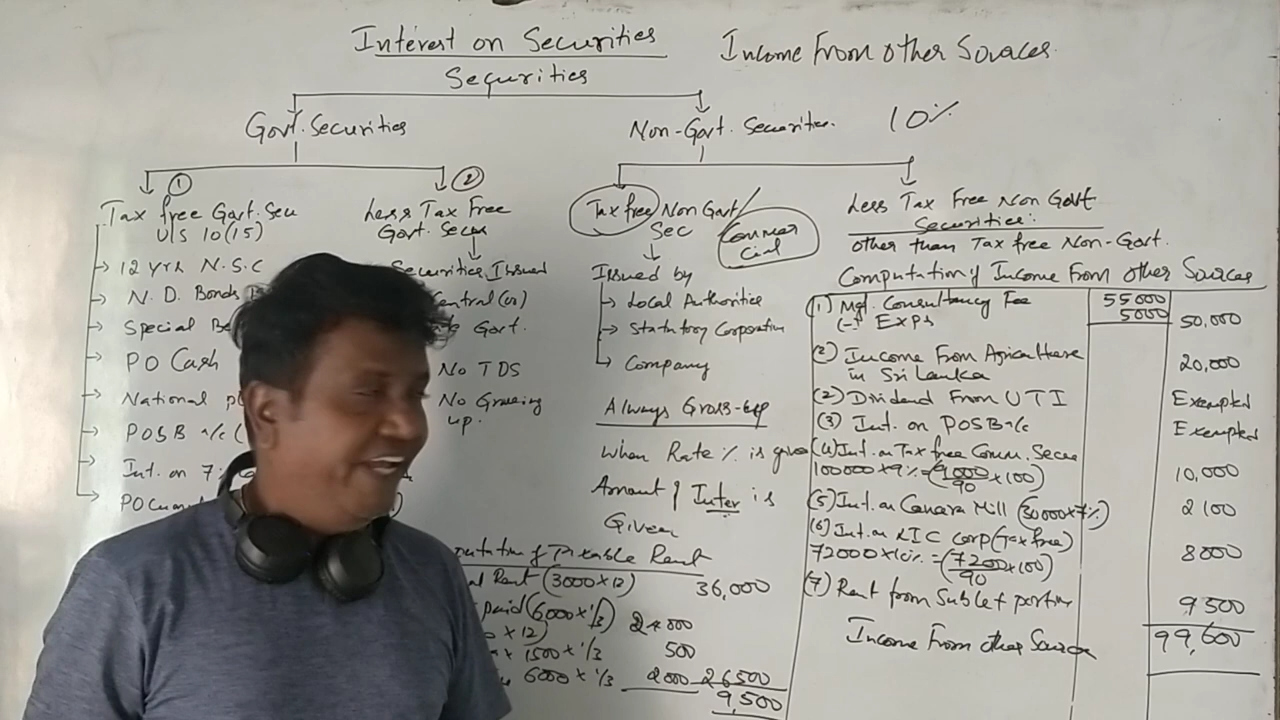 Interest on Securities
Income From other Sources.
Securities
Govt. Securities
Non-Govt. Securities.
10%
①
②
Tax free Govt. Secu
U/S 10(15)
→ 12 yrs N.S.C
→ N. D. Bonds
→ Special
→ PO Cash
→ National
→ POSB a/c
→ Int. on 7
→ PO Cum
Less Tax Free
Govt. Secu
Securities Issued
Central (or)
Govt.
No TDS
No Grossing
up.
Tax free Non Govt/
Sec
Commer
cial
Issued by
→ Local Authorities
→ Statutory Corporation
→ Company
Always Gross-up
When Rate % is given
Amount of Inter is
Given
Less Tax Free Non Govt
Securities:
other than Tax free Non-Govt.
Computation of Income From other Sources
(1) Mgt. Consultancy Fee 55000
(-) Exps 5000 50,000
(2) Income From Agriculture
in Sri Lanka 20,000
(2) Dividend From UTI Exempted
(3) Int. on POSB a/c Exempted
(4) Int. on Tax free Comm. Secu
100000 x 9% = (9000/90 x 100) 10,000
(5) Int. on Canara Mill (30000 x 7%) 2100
(6) Int. on LIC Corp (Tax free)
72000 x 10% = (7200/90 x 100) 8000
(7) Rent from Sublet portion 9500
Income From other Sources 99,600
of Taxable Rent
Rent (3000 x 12) 36,000
paid (6000 x 1/3)
x 12) 24000
1500 x 1/3 500
6000 x 1/3 2000 26500
9,500